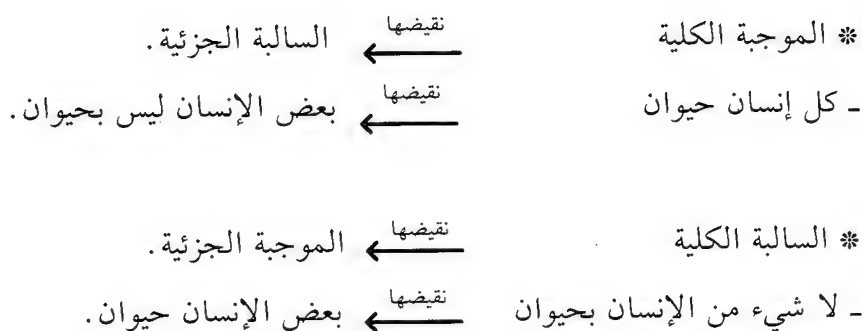 * الموجبة الكلية نقيضها السالبة الجزئية.
ـ كل إنسان حيوان نقيضها بعض الإنسان ليس بحيوان.
* السالبة الكلية نقيضها الموجبة الجزئية.
ـ لا شيء من الإنسان بحيوان نقيضها بعض الإنسان حيوان.